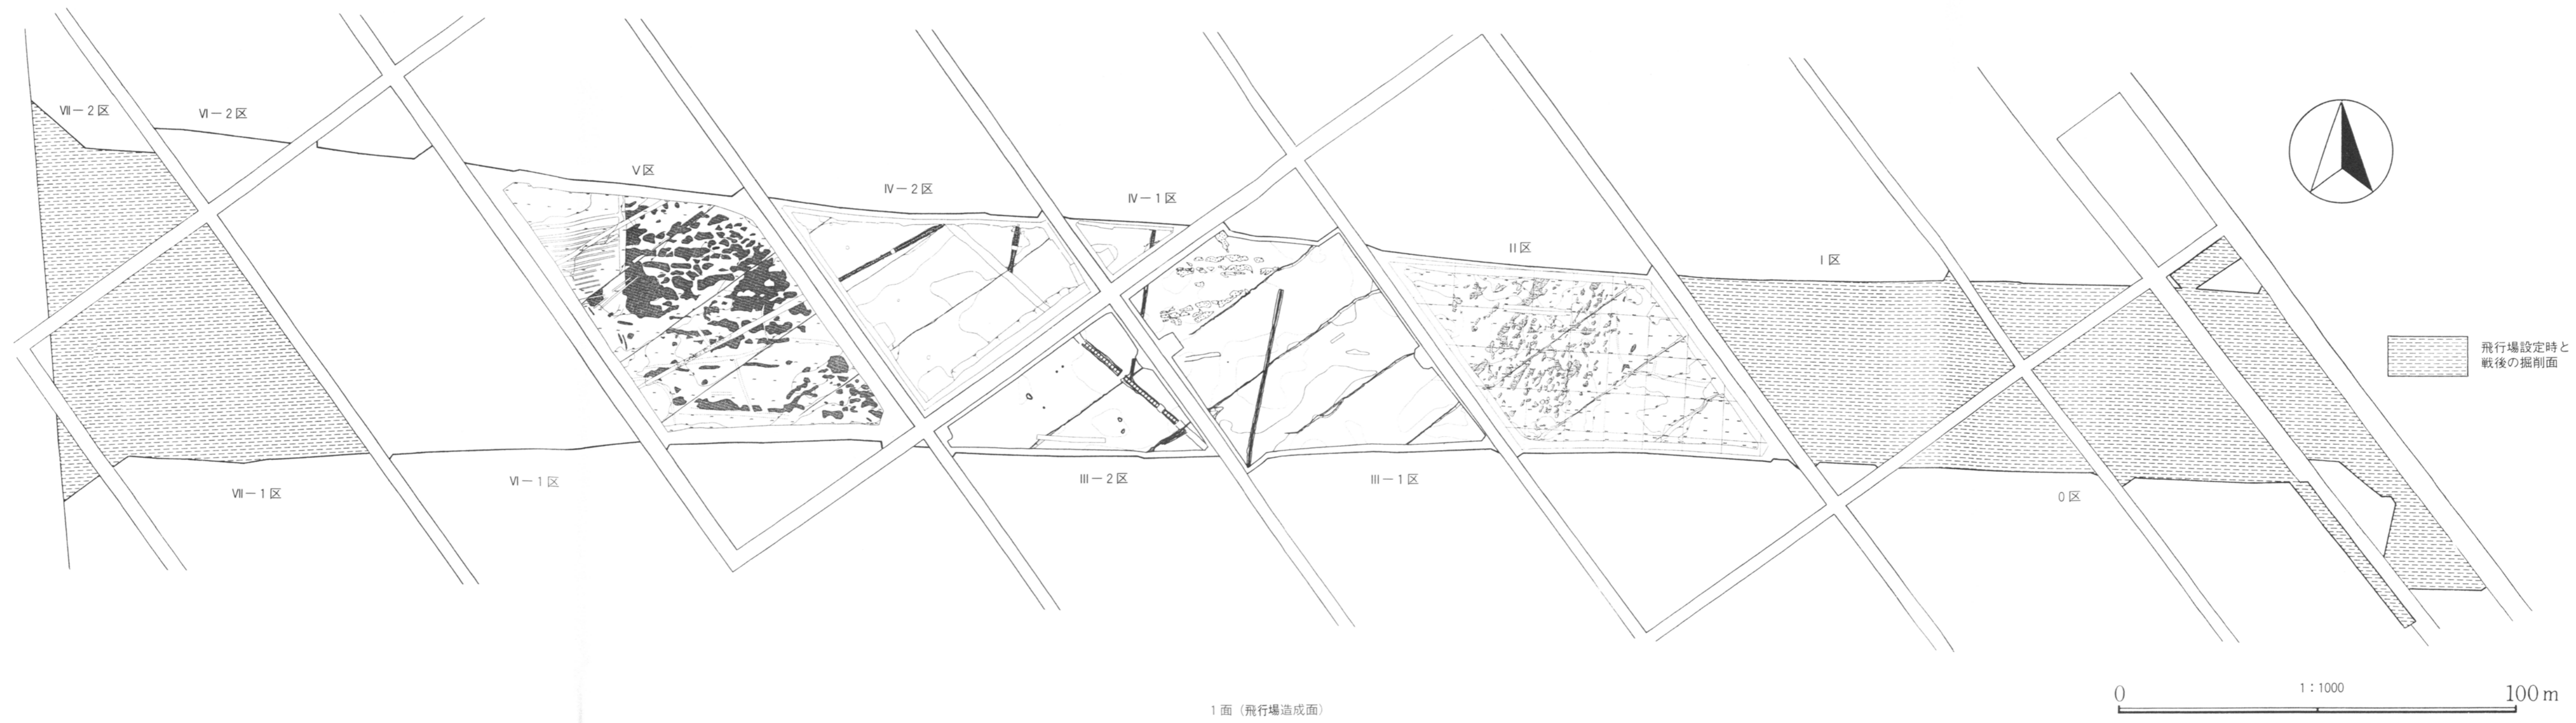 VII－2区
VI－2区
V区
IV－2区
IV－1区
II区
I区
飛行場設定時と
戦後の掘削面
VII－1区
VI－1区
III－2区
III－1区
0区
1面（飛行場造成面）
0
1：1000
100m